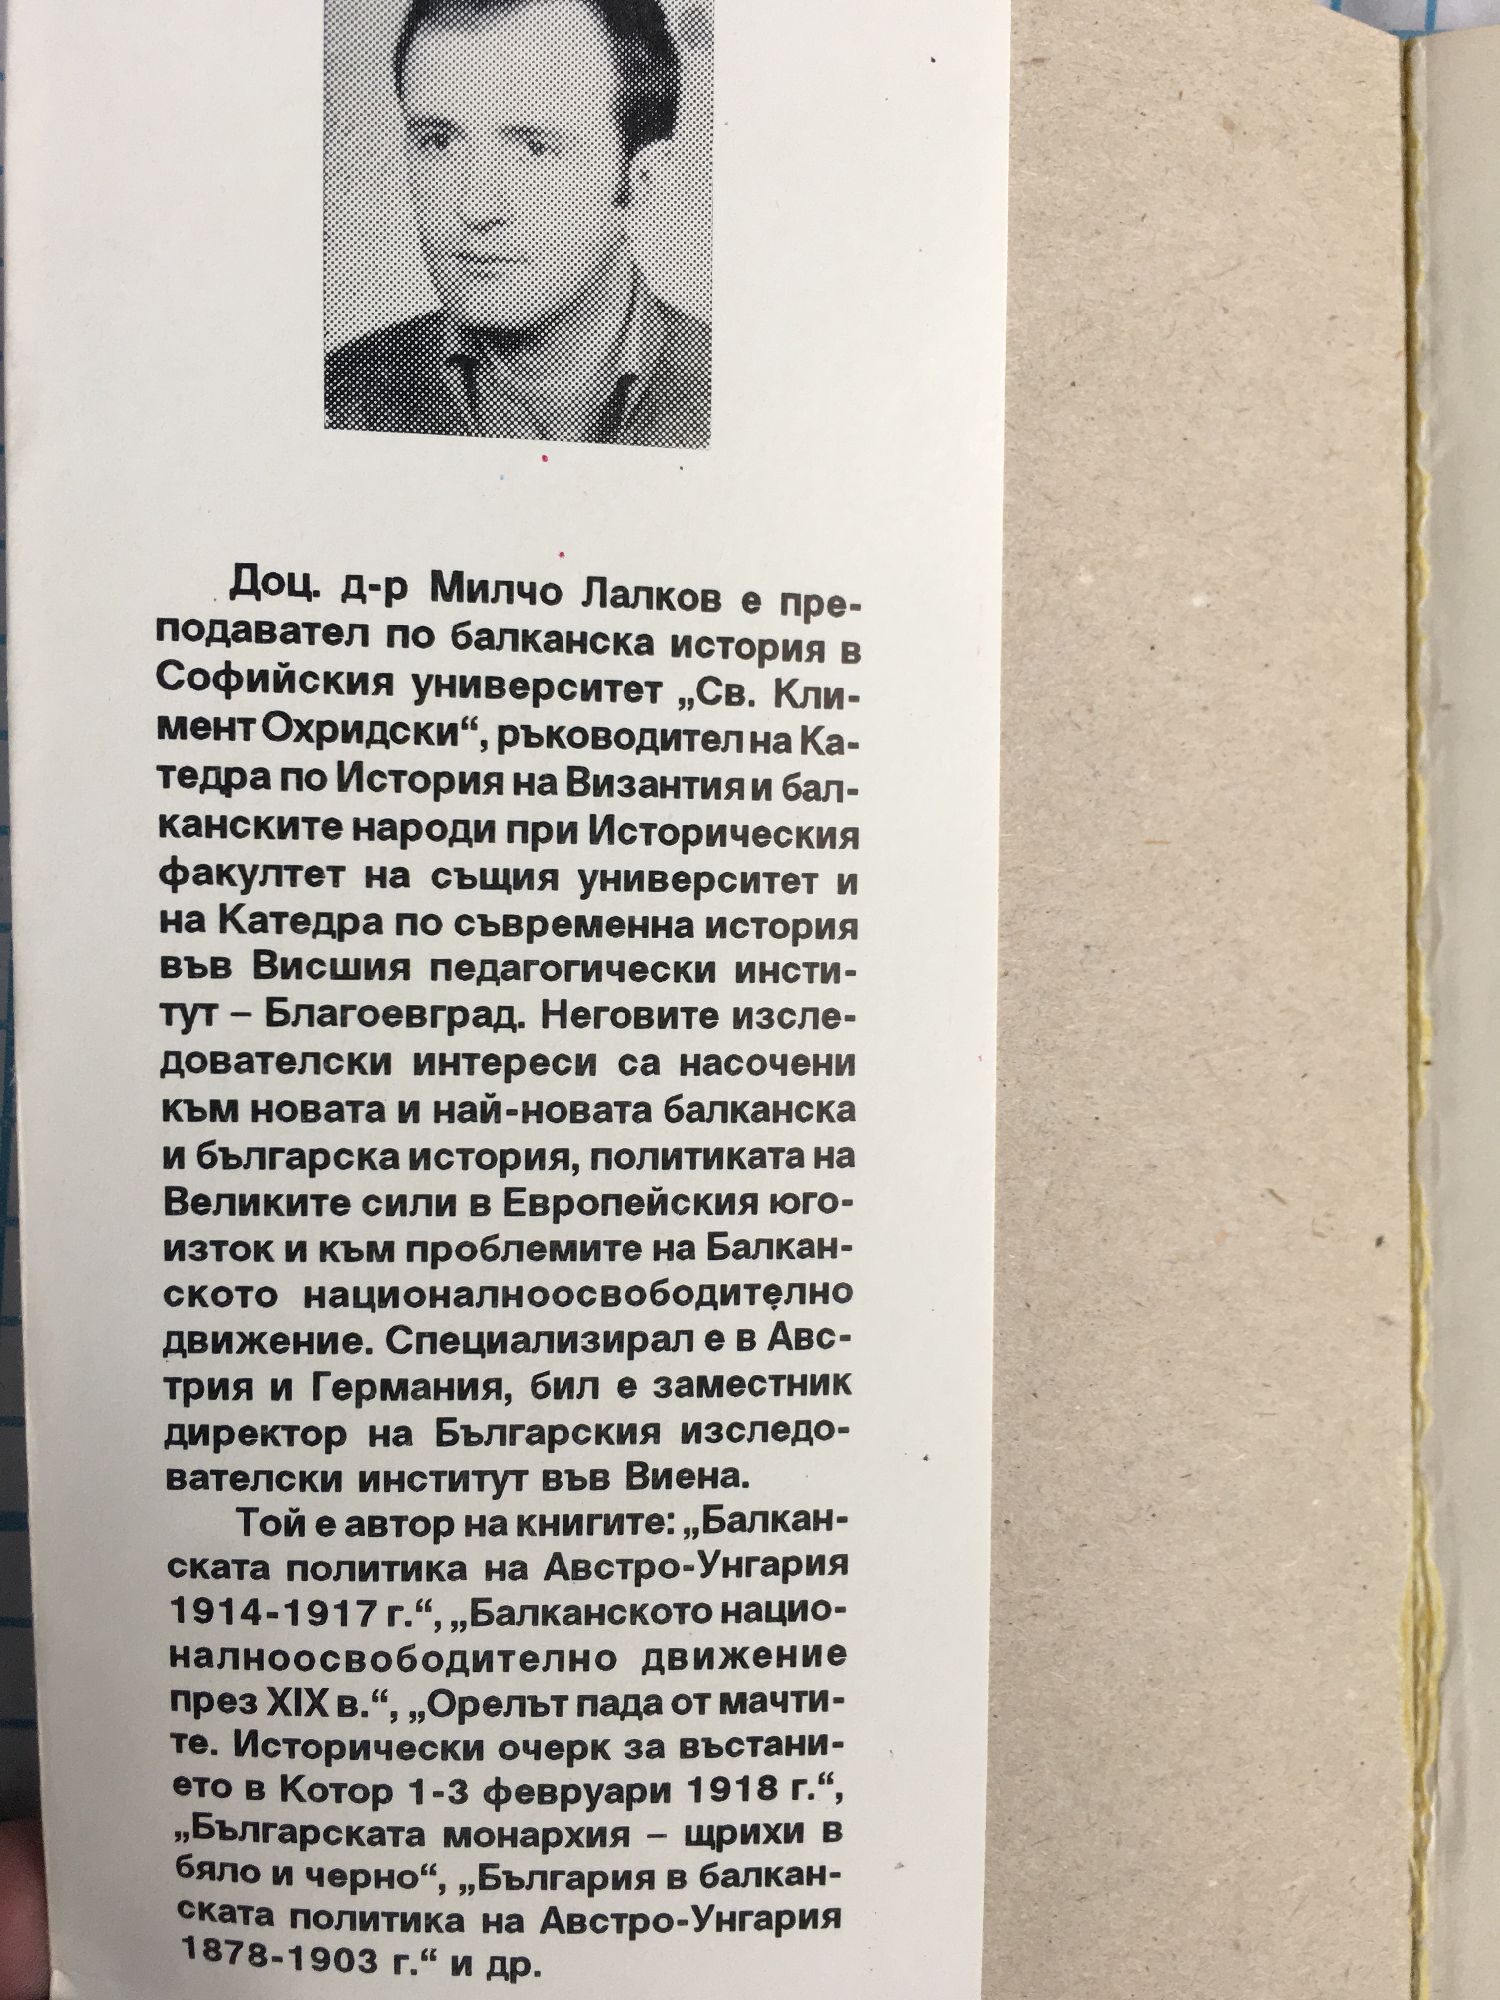 Доц. д-р Милчо Лалков е пре-
подавател по балканска история в
Софийския университет „Св. Кли-
мент Охридски“, ръководител на Ка-
тедра по История на Византия и бал-
канските народи при Историческия
факултет на същия университет и
на Катедра по съвременна история
във Висшия педагогически инсти-
тут – Благоевград. Неговите изсле-
дователски интереси са насочени
към новата и най-новата балканска
и българска история, политиката на
Великите сили в Европейския юго-
изток и към проблемите на Балкан-
ското националноосвободително
движение. Специализирал е в Авс-
трия и Германия, бил е заместник
директор на Българския изследо-
вателски институт във Виена.
Той е автор на книгите: „Балкан-
ската политика на Австро-Унгария
1914-1917 г.“, „Балканското нацио-
налноосвободително движение
през XIX в.“, „Орелът пада от мачти-
те. Исторически очерк за въстани-
ето в Котор 1-3 февруари 1918 г.“,
„Българската монархия – щрихи в
бяло и черно“, „България в балкан-
ската политика на Австро-Унгария
1878-1903 г.“ и др.